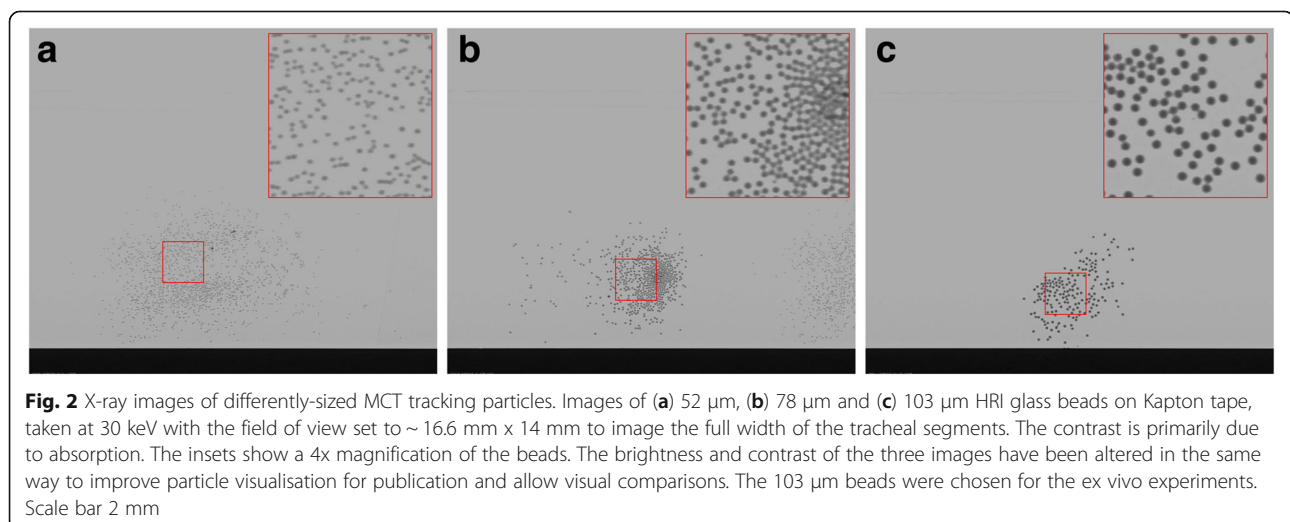 a
b
c
Fig. 2 X-ray images of differently-sized MCT tracking particles. Images of (a) 52 μm, (b) 78 μm and (c) 103 μm HRI glass beads on Kapton tape,
taken at 30 keV with the field of view set to ~ 16.6 mm x 14 mm to image the full width of the tracheal segments. The contrast is primarily due
to absorption. The insets show a 4x magnification of the beads. The brightness and contrast of the three images have been altered in the same
way to improve particle visualisation for publication and allow visual comparisons. The 103 μm beads were chosen for the ex vivo experiments.
Scale bar 2 mm